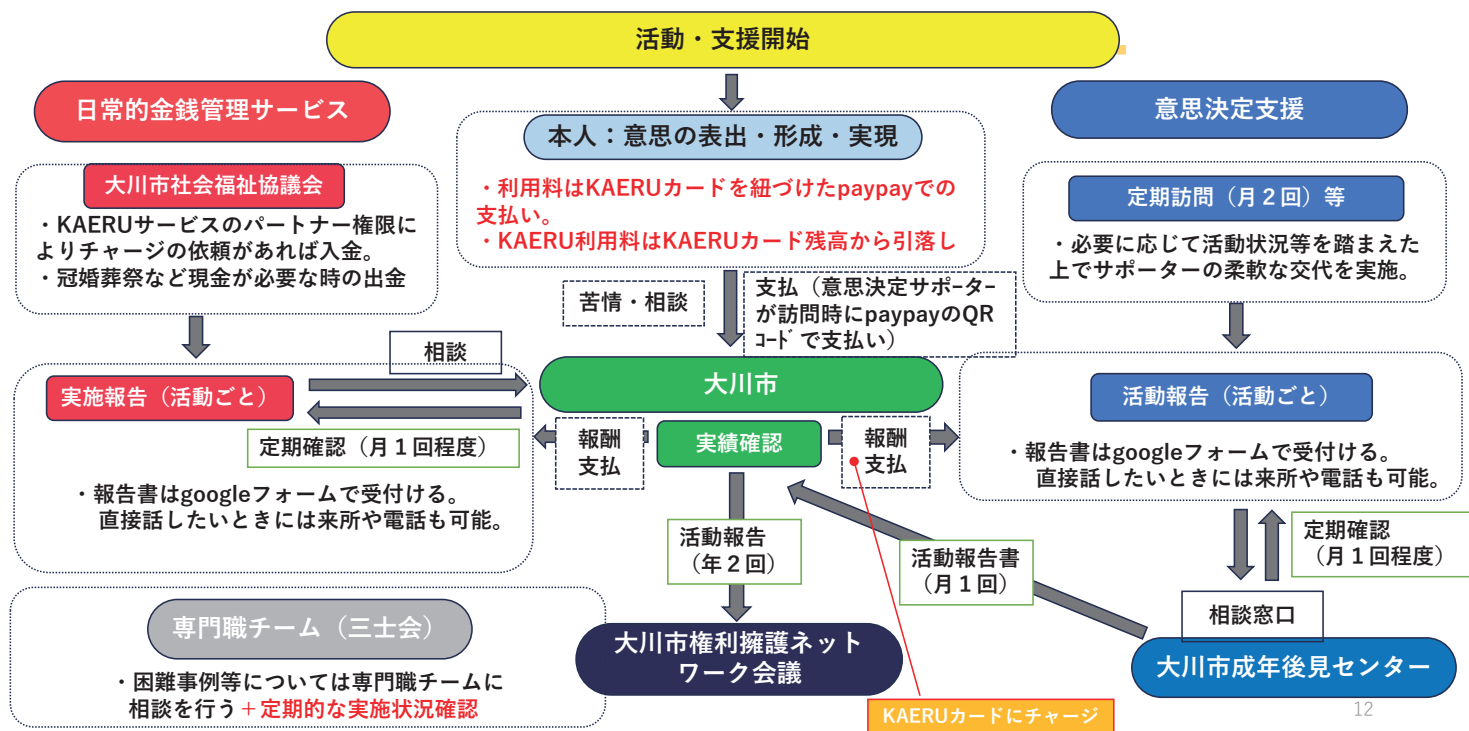 活動・支援開始
日常的金銭管理サービス
大川市社会福祉協議会
・KAERUサービスのパートナー権限に
よりチャージの依頼があれば入金。
・冠婚葬祭など現金が必要な時の出金
本人：意思の表出・形成・実現
・利用料はKAERUカードを紐づけたpaypayでの
支払い。
・KAERU利用料はKAERUカード残高から引落し
意思決定支援
定期訪問（月２回）等
・必要に応じて活動状況等を踏まえた
上でサポーターの柔軟な交代を実施。
苦情・相談
支払（意思決定ｻﾎﾟｰﾀｰ
が訪問時にpaypayのQR
ｺｰﾄﾞで支払い）
相談
実施報告（活動ごと）
定期確認（月１回程度）
・報告書はgoogleフォームで受付ける。
直接話したいときには来所や電話も可能。
大川市
報酬
支払
実績確認
報酬
支払
活動報告（活動ごと）
・報告書はgoogleフォームで受付ける。
直接話したいときには来所や電話も可能。
活動報告
（年２回）
活動報告書
（月１回）
定期確認
（月１回程度）
相談窓口
専門職チーム（三士会）
・困難事例等については専門職チームに
相談を行う＋定期的な実施状況確認
大川市権利擁護ネット
ワーク会議
大川市成年後見センター
KAERUカードにチャージ
12